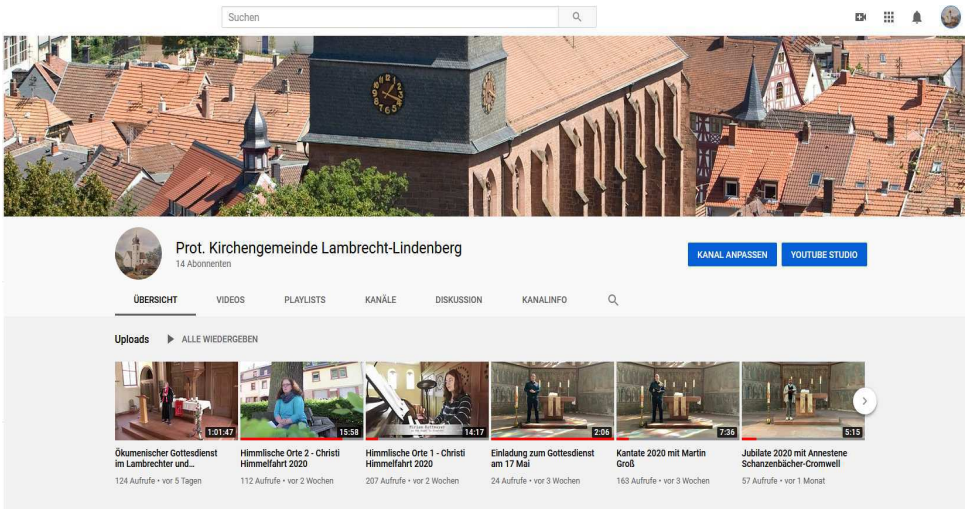 Suchen
Prot. Kirchengemeinde Lambrecht-Lindenberg
14 Abonnenten
KANAL ANPASSEN
YOUTUBE STUDIO
ÜBERSICHT VIDEOS PLAYLISTS KANÄLE DISKUSSION KANALINFO
Uploads ALLE WIEDERGEBEN
1:01:47 15:58 14:17 2:06 7:36 5:15
Ökumenischer Gottesdienst
im Lambrechter und...
124 Aufrufe • vor 5 Tagen
Himmlische Orte 2 - Christi
Himmelfahrt 2020
112 Aufrufe • vor 2 Wochen
Himmlische Orte 1 - Christi
Himmelfahrt 2020
207 Aufrufe • vor 2 Wochen
Einladung zum Gottesdienst
am 17 Mai
24 Aufrufe • vor 3 Wochen
Kantate 2020 mit Martin
Groß
163 Aufrufe • vor 3 Wochen
Jubilate 2020 mit Annestene
Schanzenbächer-Cromwell
57 Aufrufe • vor 1 Monat